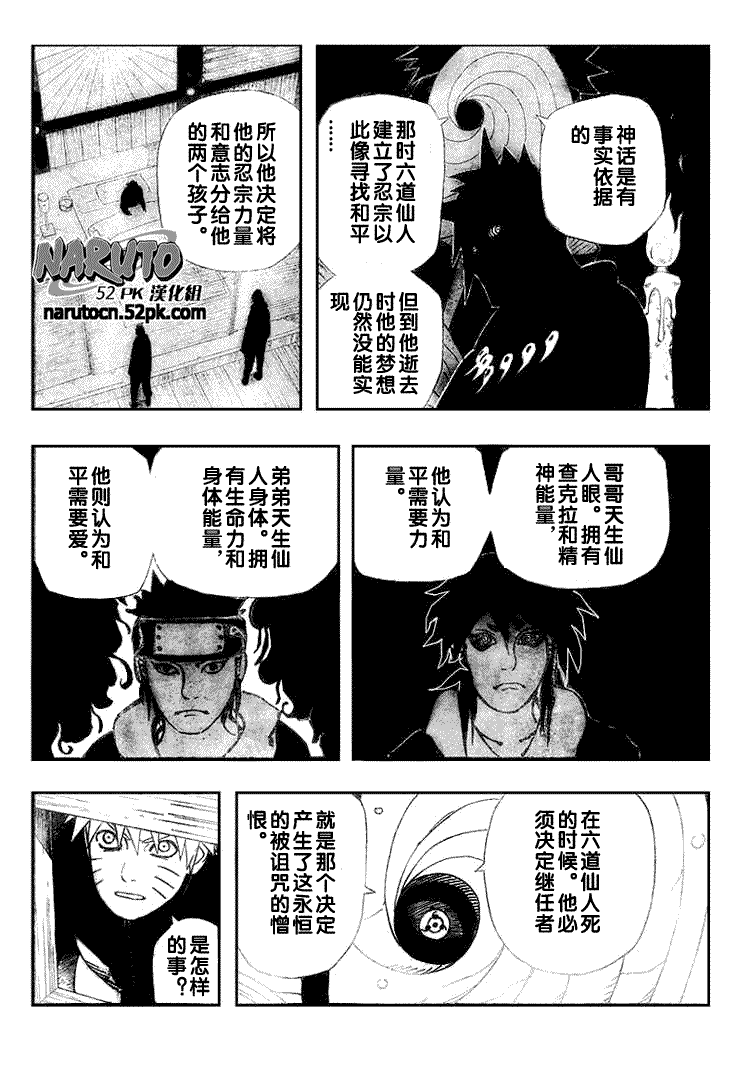 神话是有
事实依据
的
那时六道仙人
建立了忍宗以
此像寻找和平
……
但到他逝去
时他的梦想
仍然没能实
现
所以他决定将
他的忍宗力量
和意志分给他
的两个孩子。
NARUTO
52 PK 漢化組
narutocn.52pk.com
哥哥天生仙
人眼。拥有
查克拉和精
神能量,
他认为和
平需要力
量。
弟弟天生仙
人身体。拥
有生命力和
身体能量,
他则认为和
平需要爱。
在六道仙人死
的时候。他必
须决定继任者
就是那个决定
产生了这永恒
的被诅咒的憎
恨。
是怎样
的事?